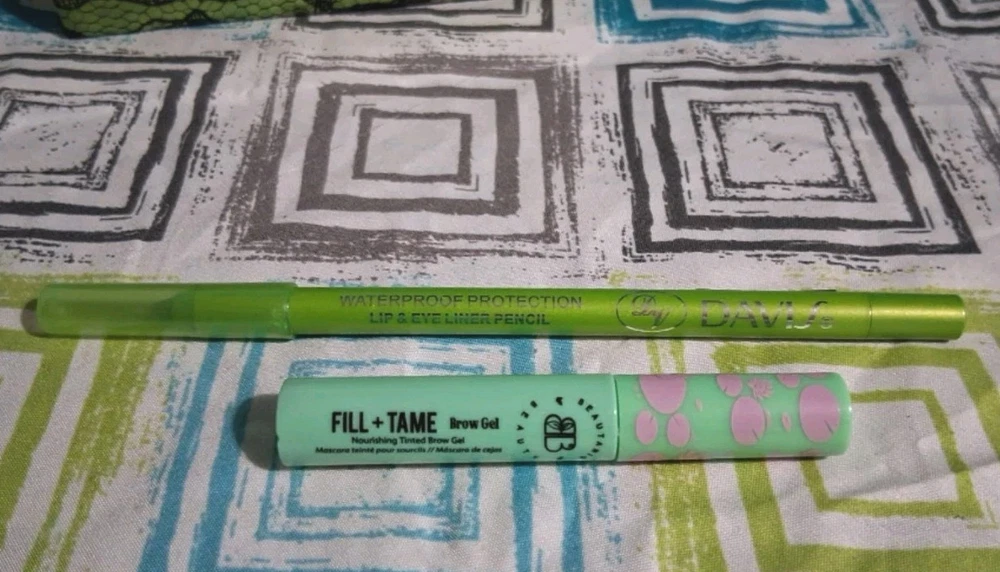 WATERPROOF PROTECTION
LIP & EYE LINER PENCIL
DAVIS
FILL + TAME Brow Gel
Nourishing Tinted Brow Gel
Mascara teinté pour sourcils // Máscara de cejas